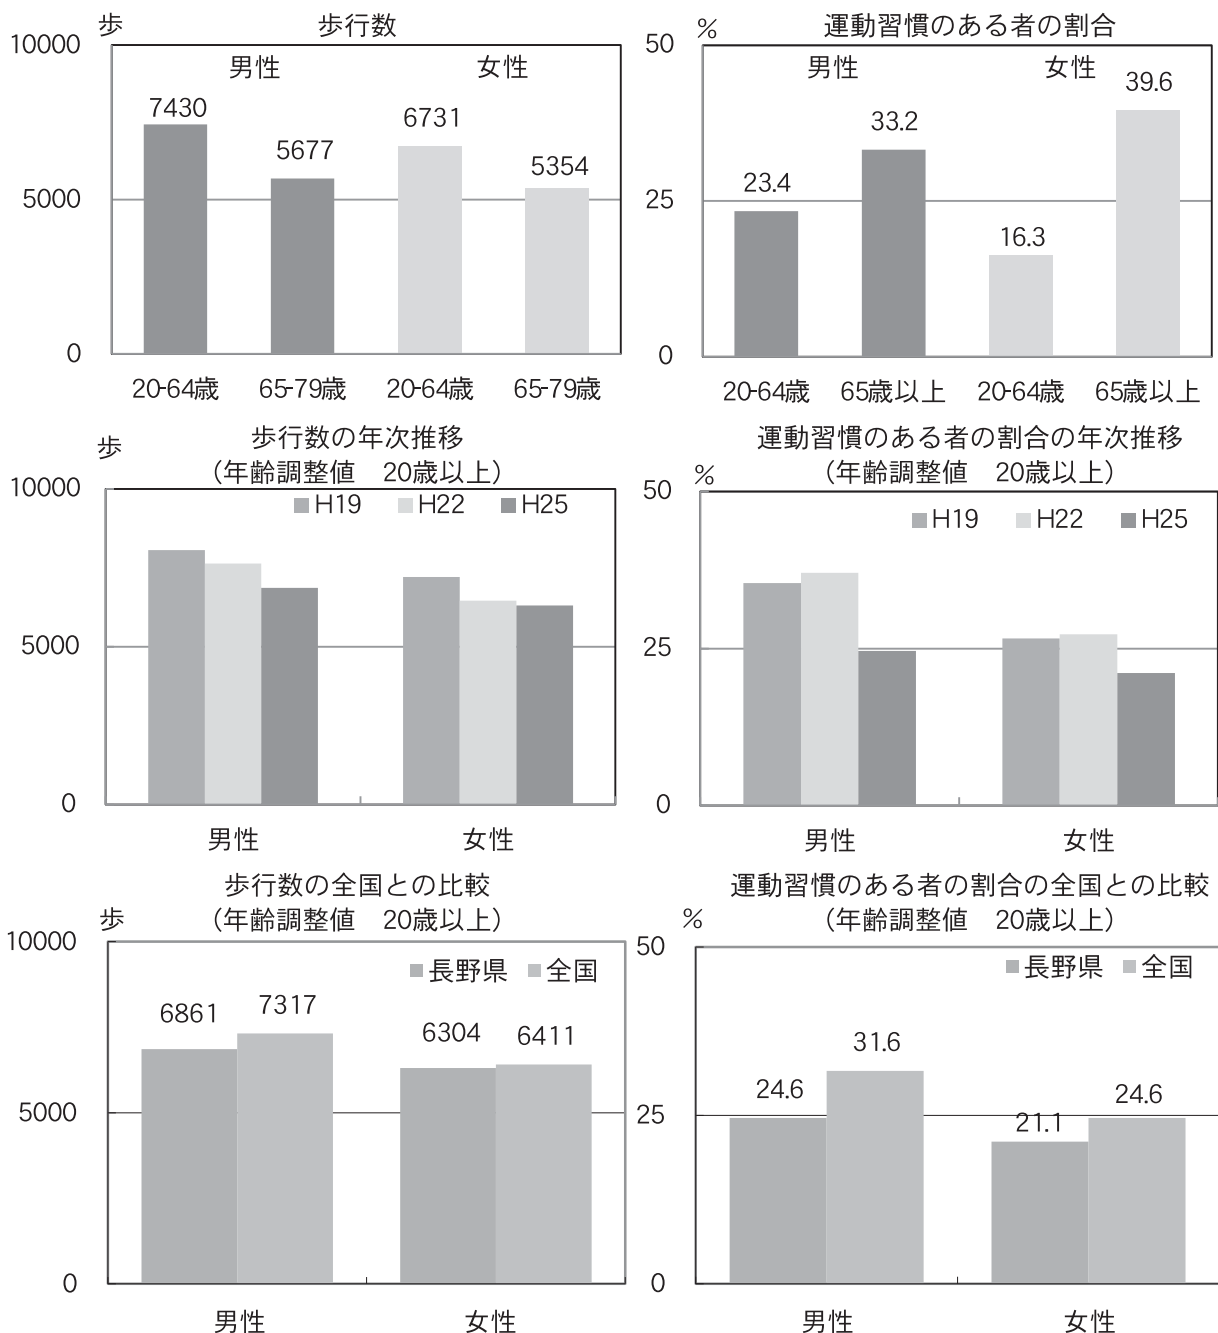 歩行数
歩
10000
5000
0
男性
女性
7430
5677
6731
5354
20-64歳 65-79歳 20-64歳 65-79歳
運動習慣のある者の割合
%
50
25
0
男性
女性
23.4
33.2
16.3
39.6
20-64歳 65歳以上 20-64歳 65歳以上
歩行数の年次推移
（年齢調整値　20歳以上）
歩
10000
5000
0
H19 H22 H25
男性 女性
運動習慣のある者の割合の年次推移
（年齢調整値　20歳以上）
%
50
25
0
H19 H22 H25
男性 女性
歩行数の全国との比較
（年齢調整値　20歳以上）
歩
10000
5000
0
長野県 全国
6861
7317
6304
6411
男性 女性
運動習慣のある者の割合の全国との比較
（年齢調整値　20歳以上）
%
50
25
0
長野県 全国
24.6
31.6
21.1
24.6
男性 女性